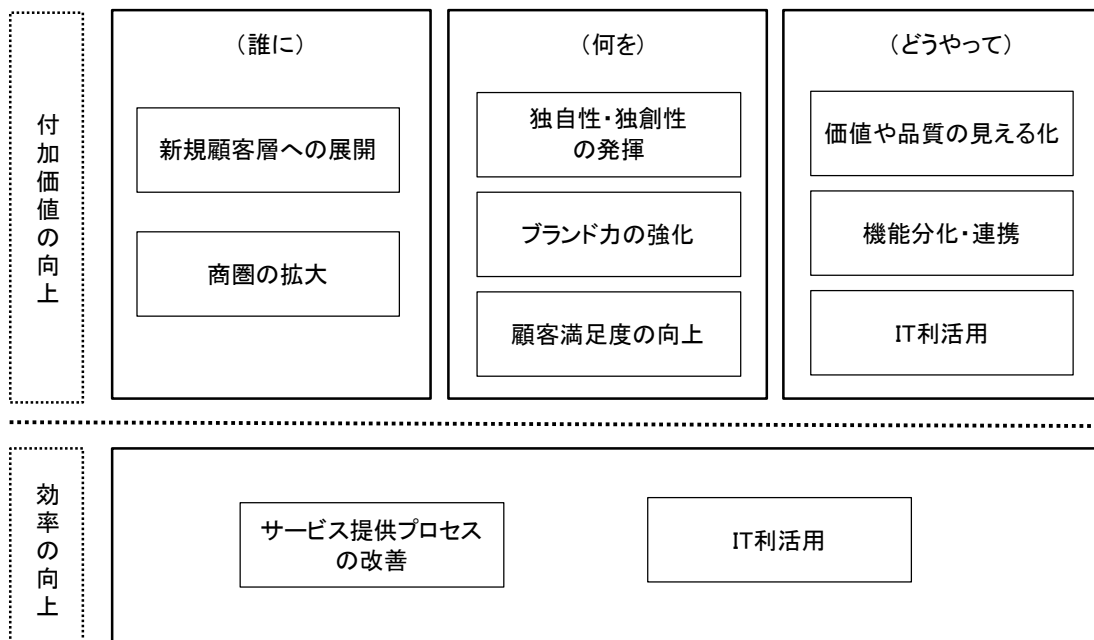 付加価値の向上
(誰に)
新規顧客層への展開
商圏の拡大
(何を)
独自性・独創性
の発揮
ブランド力の強化
顧客満足度の向上
(どうやって)
価値や品質の見える化
機能分化・連携
IT利活用
効率の向上
サービス提供プロセス
の改善
IT利活用